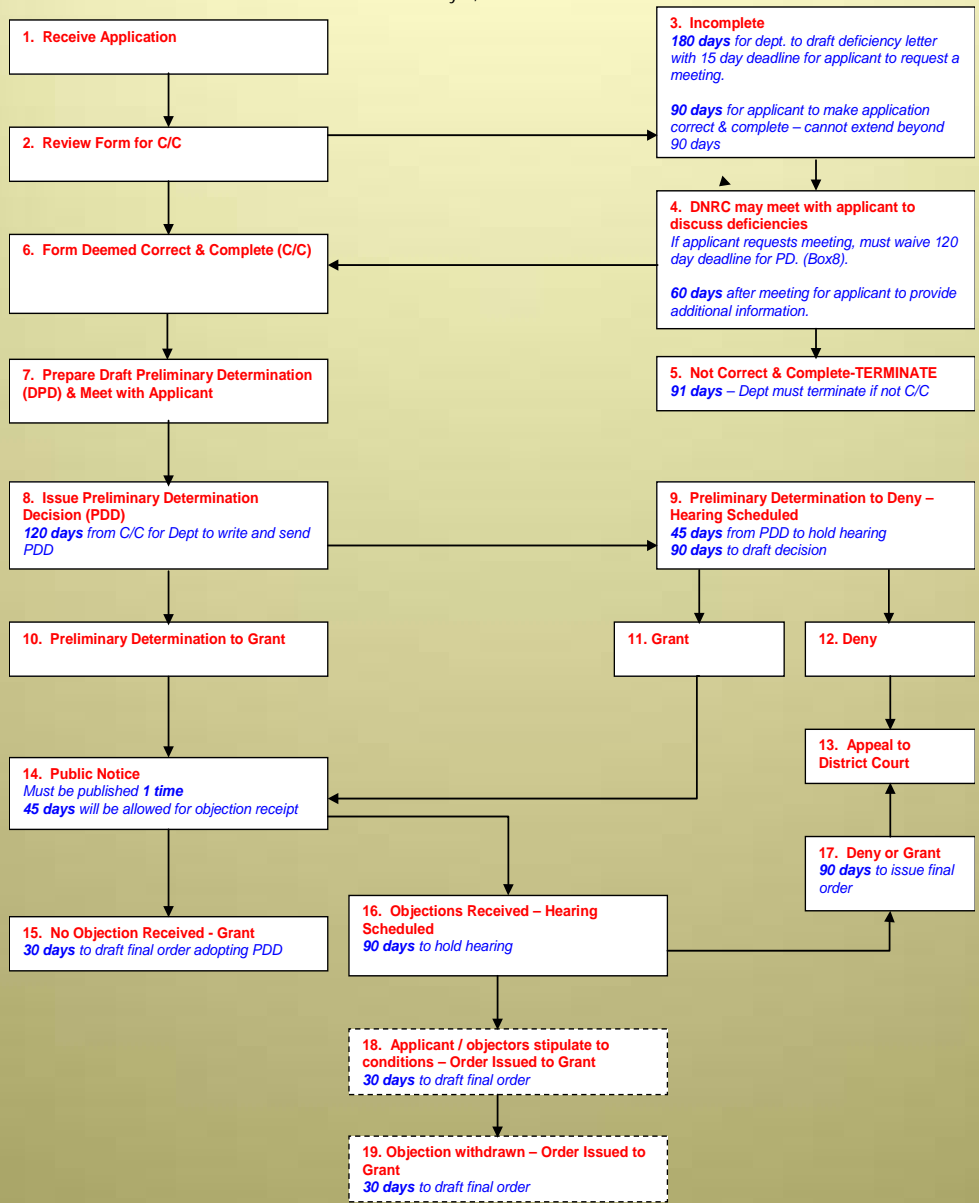 1. Receive Application
2. Review Form for C/C
3. Incomplete
180 days for dept. to draft deficiency letter
with 15 day deadline for applicant to request a
meeting.
90 days for applicant to make application
correct & complete – cannot extend beyond
90 days
4. DNRC may meet with applicant to
discuss deficiencies
If applicant requests meeting, must waive 120
day deadline for PD. (Box8).
60 days after meeting for applicant to provide
additional information.
5. Not Correct & Complete-TERMINATE
91 days – Dept must terminate if not C/C
6. Form Deemed Correct & Complete (C/C)
7. Prepare Draft Preliminary Determination
(DPD) & Meet with Applicant
8. Issue Preliminary Determination
Decision (PDD)
120 days from C/C for Dept to write and send
PDD
9. Preliminary Determination to Deny –
Hearing Scheduled
45 days from PDD to hold hearing
90 days to draft decision
10. Preliminary Determination to Grant
11. Grant
12. Deny
13. Appeal to
District Court
14. Public Notice
Must be published 1 time
45 days will be allowed for objection receipt
15. No Objection Received - Grant
30 days to draft final order adopting PDD
16. Objections Received – Hearing
Scheduled
90 days to hold hearing
17. Deny or Grant
90 days to issue final
order
18. Applicant / objectors stipulate to
conditions – Order Issued to Grant
30 days to draft final order
19. Objection withdrawn – Order Issued to
Grant
30 days to draft final order